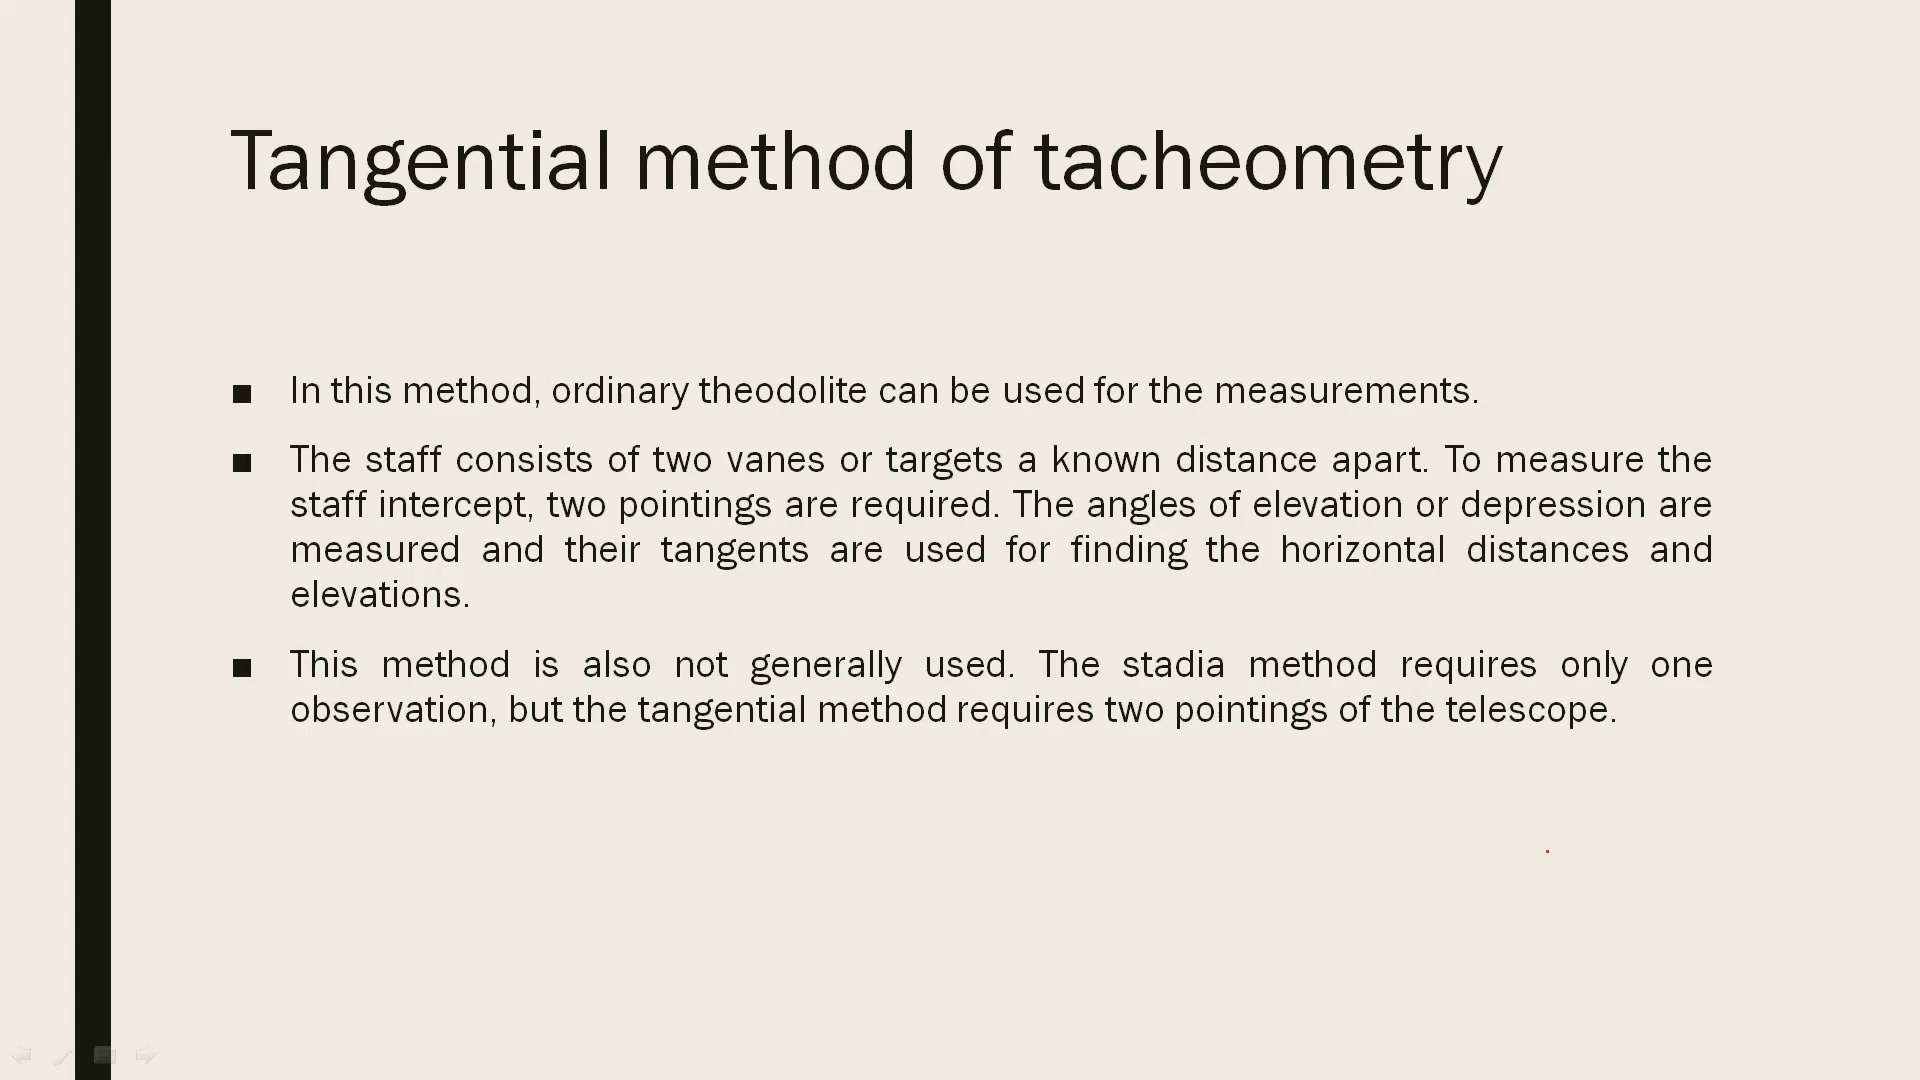 Tangential method of tacheometry
■ In this method, ordinary theodolite can be used for the measurements.
■ The staff consists of two vanes or targets a known distance apart. To measure the
staff intercept, two pointings are required. The angles of elevation or depression are
measured and their tangents are used for finding the horizontal distances and
elevations.
■ This method is also not generally used. The stadia method requires only one
observation, but the tangential method requires two pointings of the telescope.